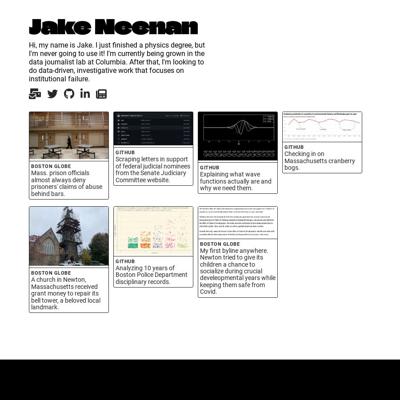 Jake Neenan
Hi, my name is Jake. I just finished a physics degree, but
I'm never going to use it! I'm currently being grown in the
data journalist lab at Columbia. After that, I'm looking to
do data-driven, investigative work that focuses on
institutional failure.
BOSTON GLOBE
Mass. prison officials
almost always deny
prisoners' claims of abuse
behind bars.
GITHUB
Scraping letters in support
of federal judicial nominees
from the Senate Judiciary
Committee website.
GITHUB
Explaining what wave
functions actually are and
why we need them.
GITHUB
Checking in on
Massachusetts cranberry
bogs.
BOSTON GLOBE
A church in Newton,
Massachusetts received
grant money to repair its
bell tower, a beloved local
landmark.
GITHUB
Analyzing 10 years of
Boston Police Department
disciplinary records.
BOSTON GLOBE
My first byline anywhere.
Newton tried to give its
children a chance to
socialize during crucial
develeopmental years while
keeping them safe from
Covid.